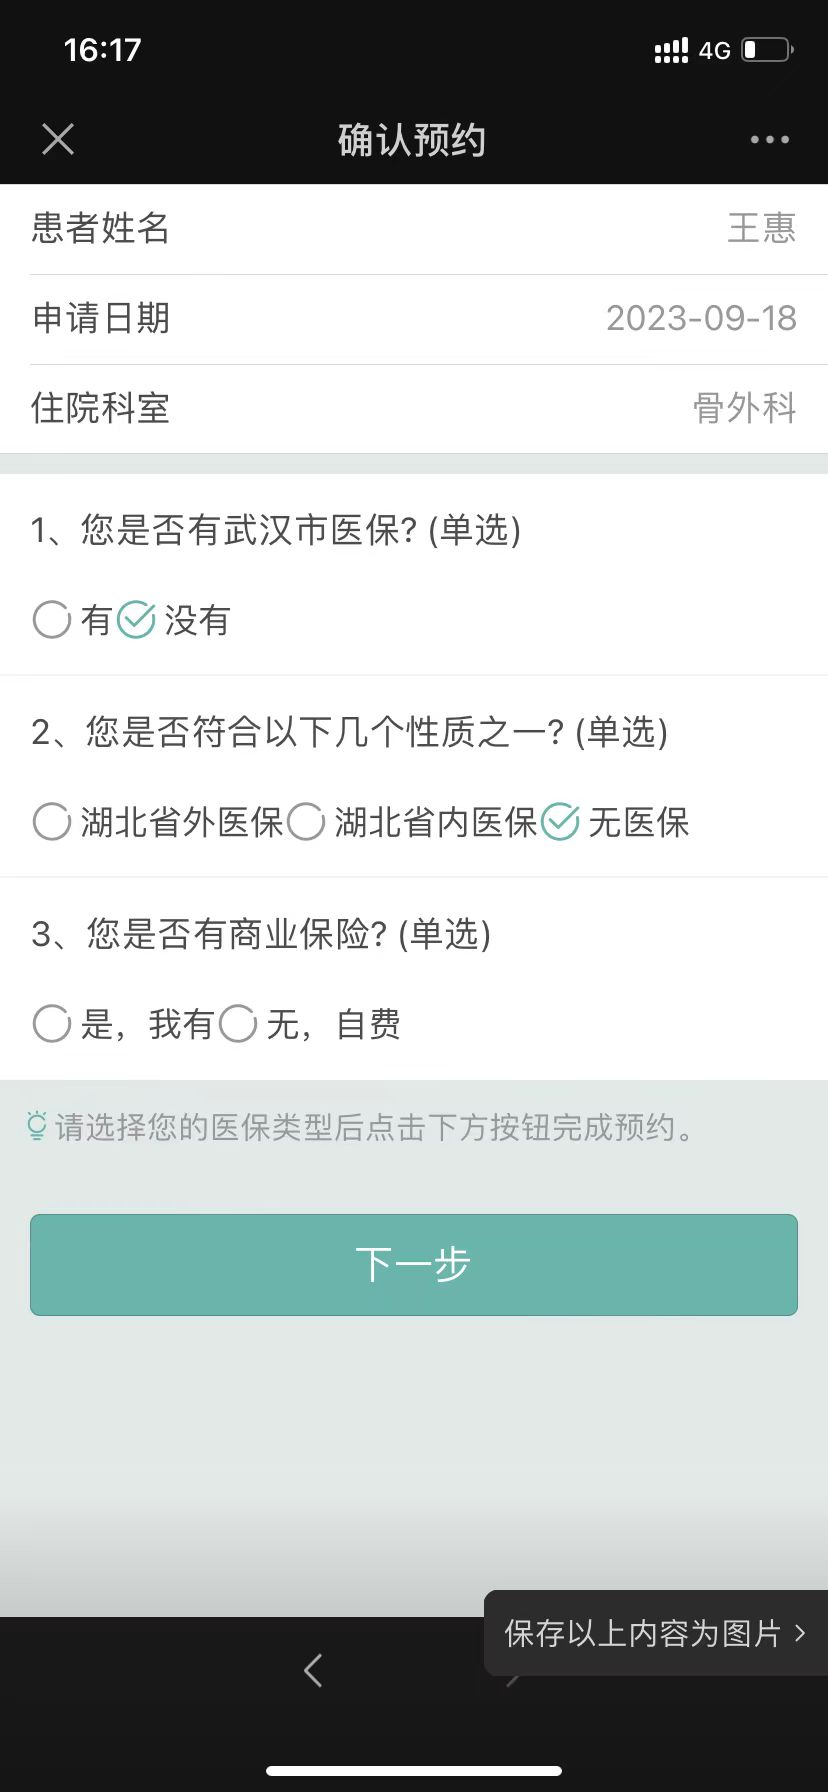 16:17 4G
确认预约
患者姓名 王惠
申请日期 2023-09-18
住院科室 骨外科
1、您是否有武汉市医保? (单选)
有 没有
2、您是否符合以下几个性质之一? (单选)
湖北省外医保 湖北省内医保 无医保
3、您是否有商业保险? (单选)
是，我有 无，自费
请选择您的医保类型后点击下方按钮完成预约。
下一步
保存以上内容为图片